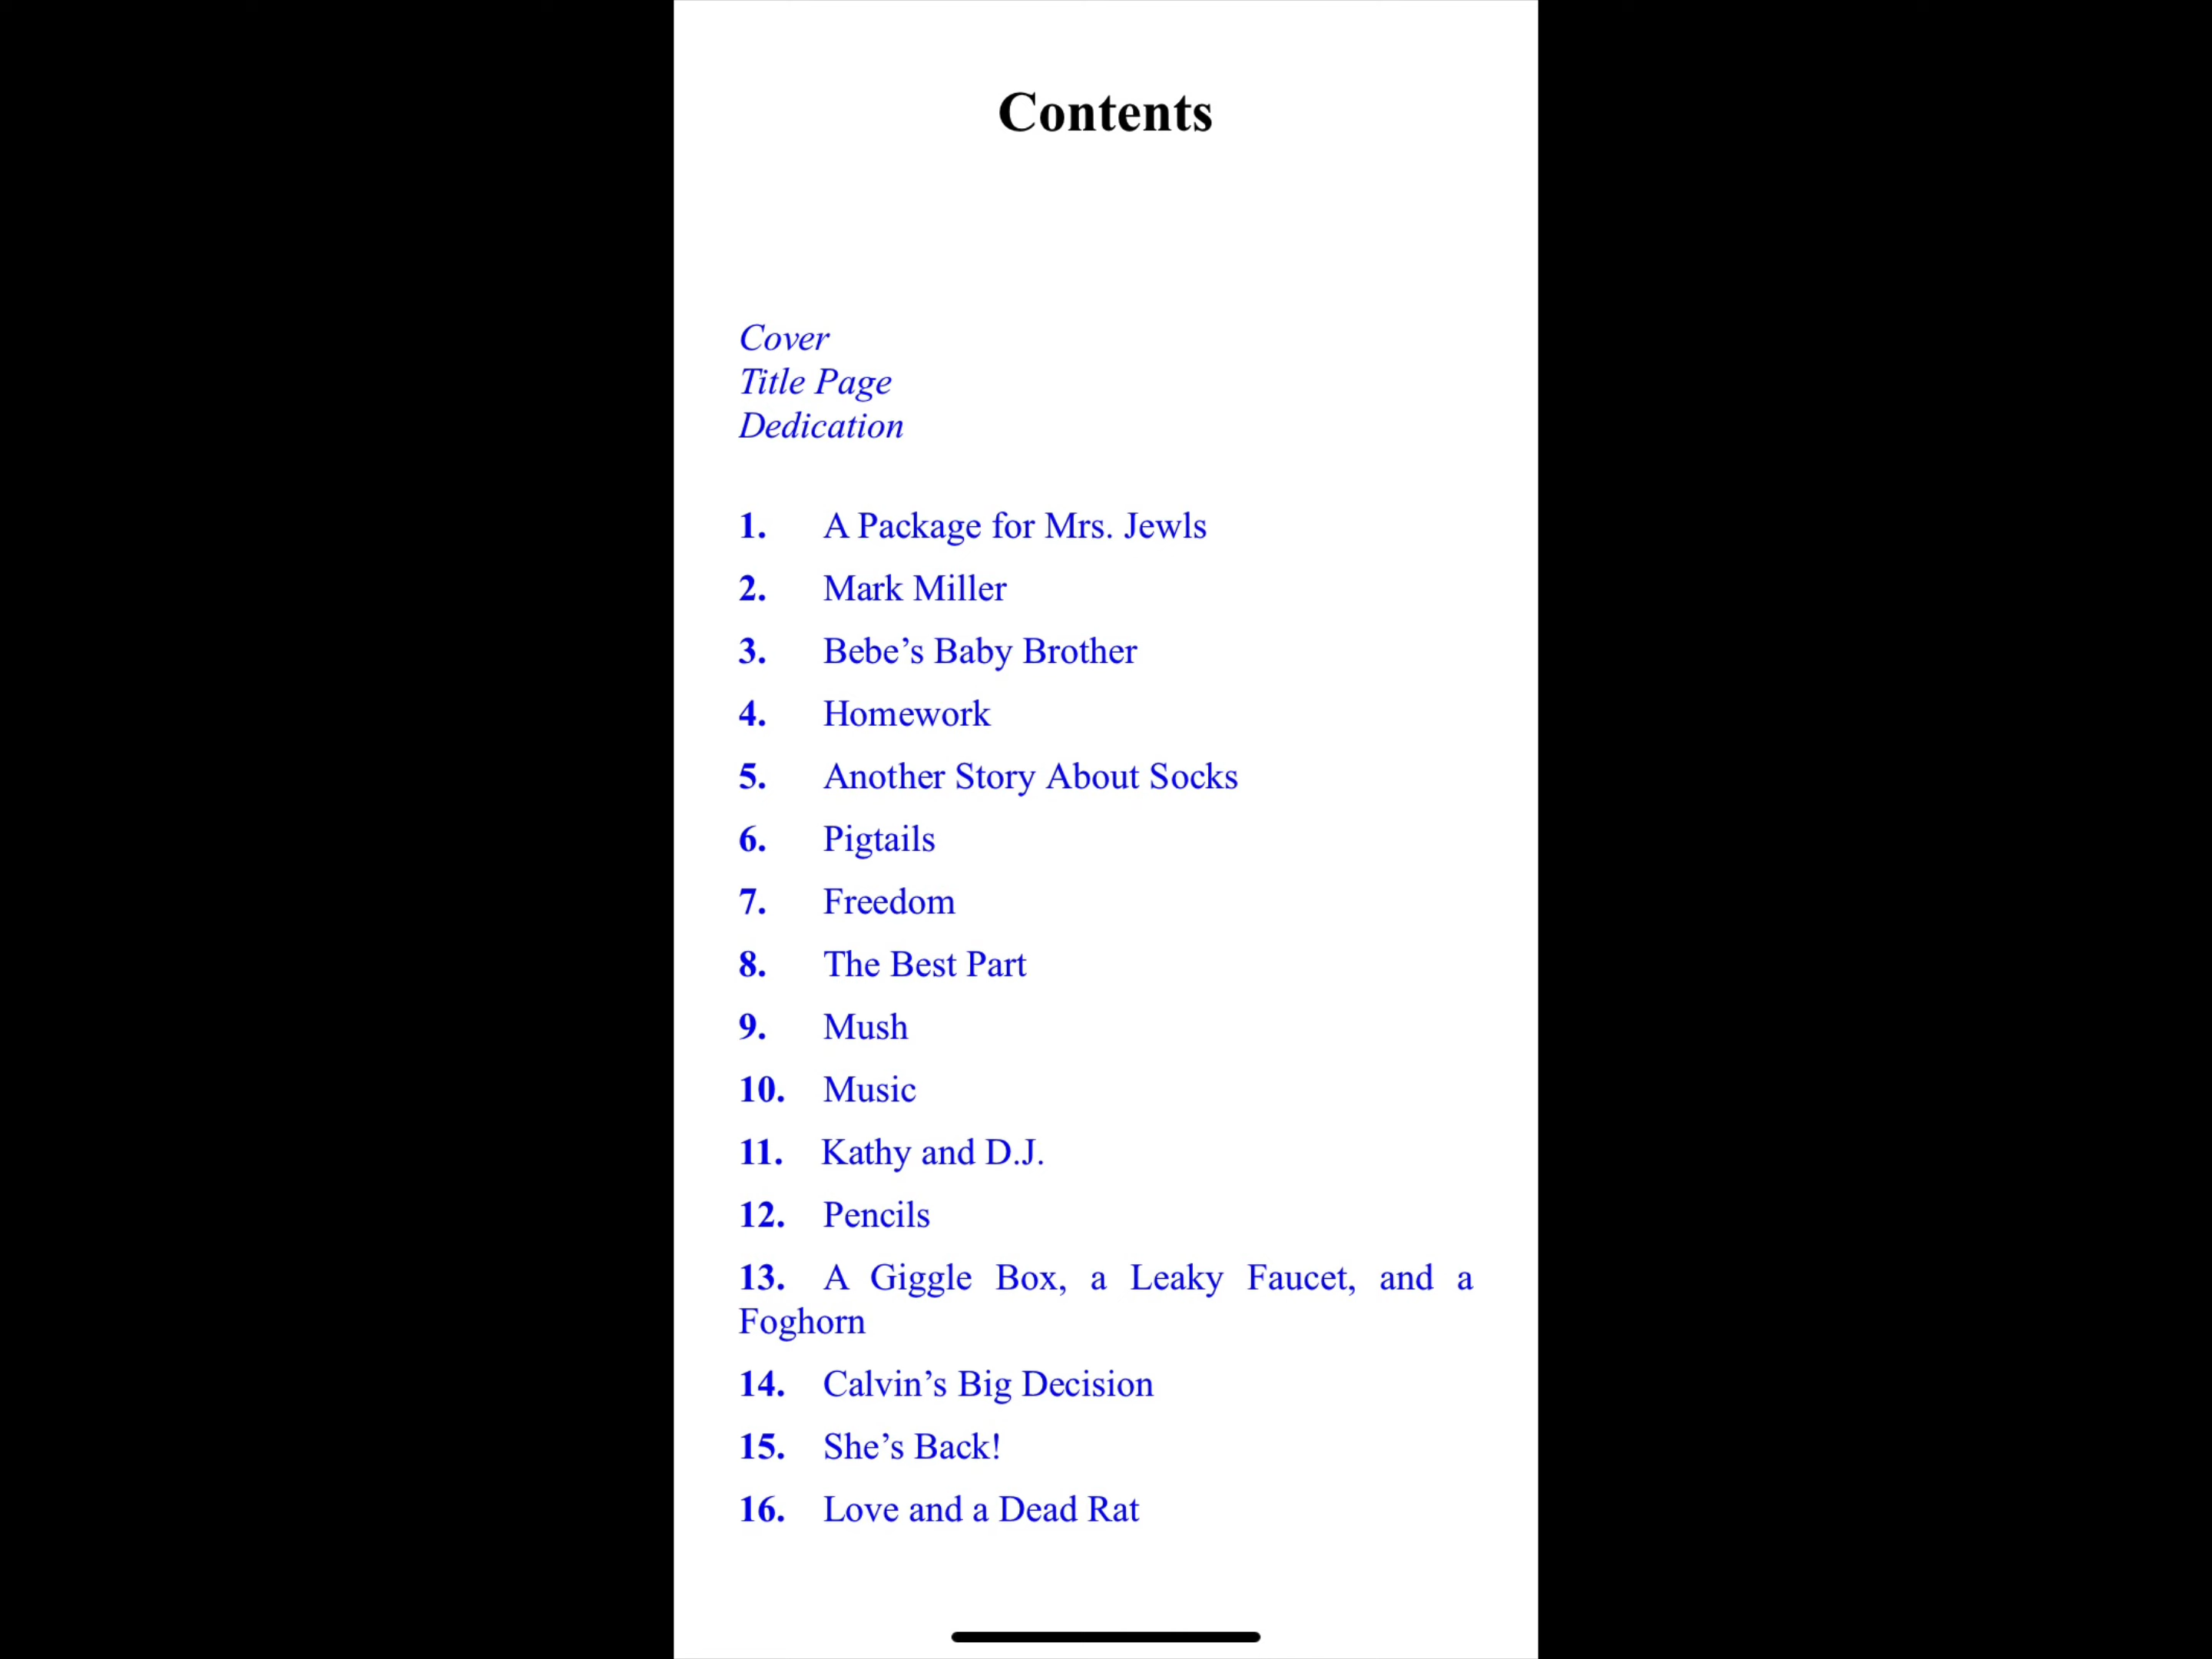 Contents
Cover
Title Page
Dedication
1. A Package for Mrs. Jewls
2. Mark Miller
3. Bebe’s Baby Brother
4. Homework
5. Another Story About Socks
6. Pigtails
7. Freedom
8. The Best Part
9. Mush
10. Music
11. Kathy and D.J.
12. Pencils
13. A Giggle Box, a Leaky Faucet, and a
Foghorn
14. Calvin’s Big Decision
15. She’s Back!
16. Love and a Dead Rat